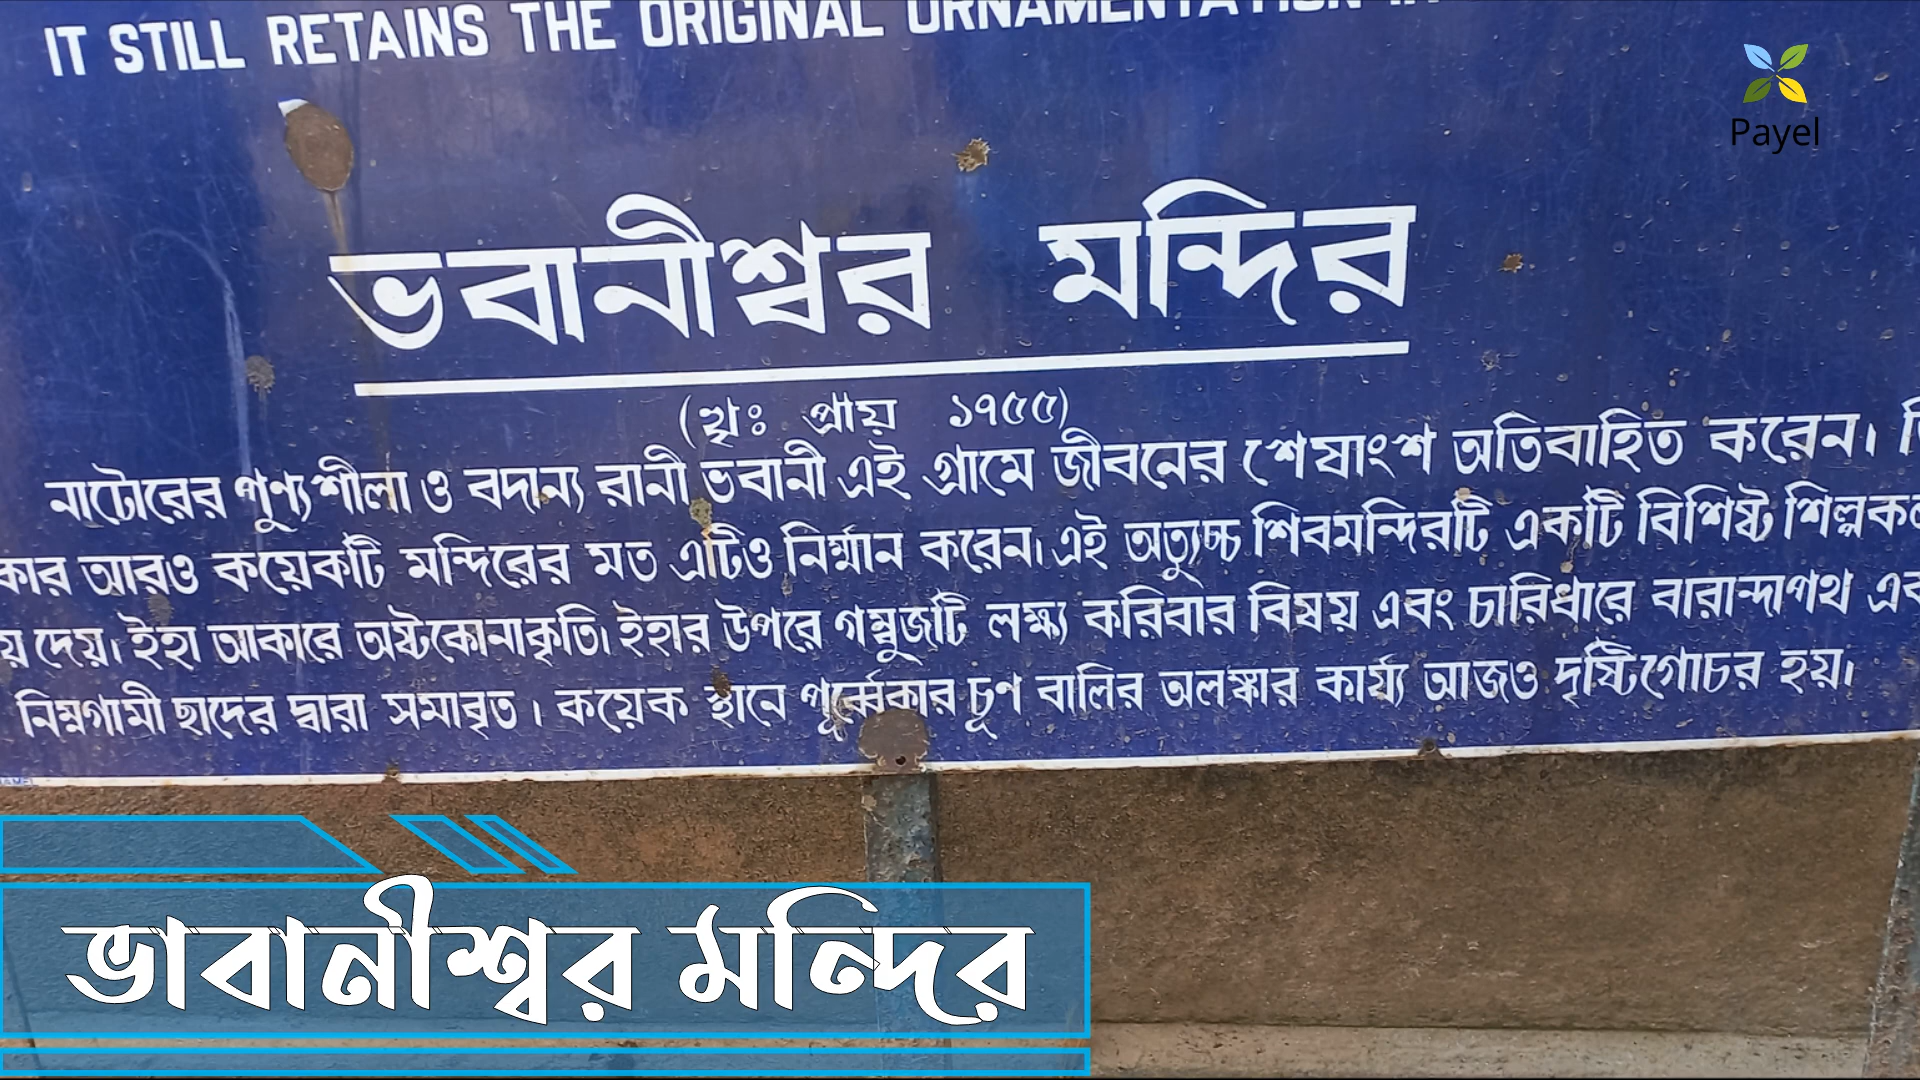 IT STILL RETAINS THE ORIGINAL ORNAMENTATION
Payel
ভবানীশ্বর মন্দির
(খৃঃ প্রায় ১৭৫৫)
নাটোরের পুণ্যশীলা ও বদান্য রানী ভবানী এই গ্রামে জীবনের শেষাংশ অতিবাহিত করেন।
কার আরও কয়েকটি মন্দিরের মত এটিও নির্ম্মান করেন। এই অত্যুচ্চ শিবমন্দিরটি একটি বিশিষ্ট শিল্পকল
য় দেয়। ইহা আকারে অষ্টকোনাকৃতি। ইহার উপরে গম্বুজটি লক্ষ্য করিবার বিষয় এবং চারিধারে বারান্দাপথ এক
নিম্নগামী ছাদের দ্বারা সমাবৃত। কয়েক স্থানে পূর্ব্বেকার চূণ বালির অলঙ্কার কার্য্য আজও দৃষ্টিগোচর হয়।
ভাবানীশ্বর মন্দির